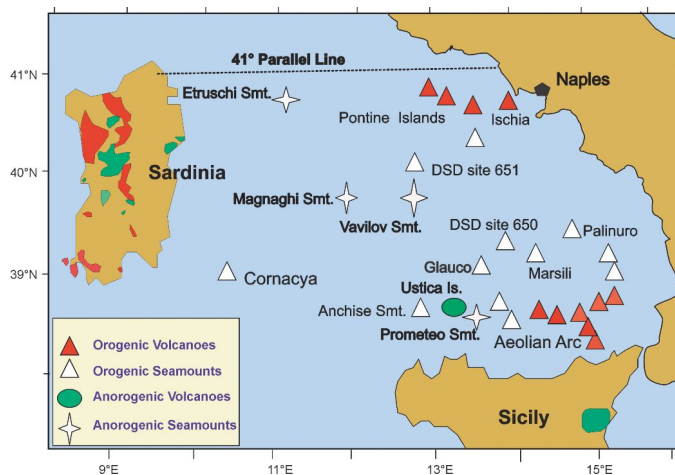 41° Parallel Line
41°N
Naples
Etruschi Smt.
Pontine Islands
Ischia
40°N
DSD site 651
Sardinia
Magnaghi Smt.
Vavilov Smt.
DSD site 650
Palinuro
39°N
Cornacya
Glauco
Marsili
Ustica Is.
Anchise Smt.
Prometeo Smt.
Aeolian Arc
Orogenic Volcanoes
Orogenic Seamounts
Anorogenic Volcanoes
Anorogenic Seamounts
Sicily
9°E
11°E
13°E
15°E